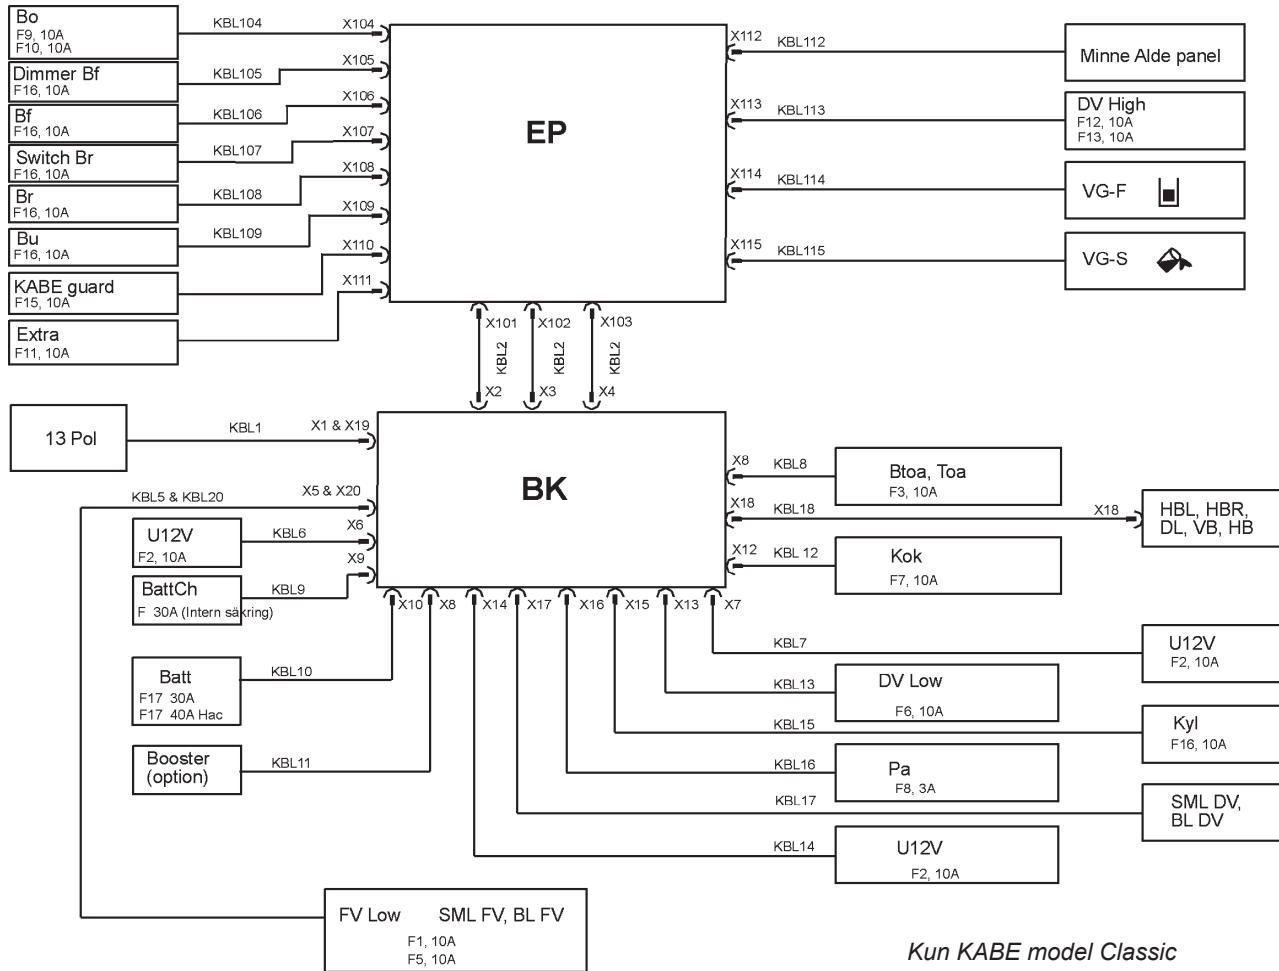 Bo
F9, 10A
F10, 10A
KBL104
X104
Dimmer Bf
F16, 10A
KBL105
X105
Bf
F16, 10A
KBL106
X106
Switch Br
F16, 10A
KBL107
X107
Br
F16, 10A
KBL108
X108
Bu
F16, 10A
KBL109
X109
KABE guard
F15, 10A
X110
Extra
F11, 10A
X111
EP
X112
KBL112
Minne Alde panel
X113
KBL113
DV High
F12, 10A
F13, 10A
X114
KBL114
VG-F
X115
KBL115
VG-S
X101
X102
X103
KBL2
KBL2
KBL2
X2
X3
X4
13 Pol
KBL1
X1 & X19
KBL5 & KBL20
X5 & X20
U12V
F2, 10A
KBL6
X6
BattCh
F 30A (Intern säkring)
KBL9
X9
BK
X8
KBL8
Btoa, Toa
F3, 10A
X18
KBL18
X18
HBL, HBR,
DL, VB, HB
X12
KBL 12
Kok
F7, 10A
X10
X8
X14
X17
X16
X15
X13
X7
Batt
F17 30A
F17 40A Hac
KBL10
Booster
(option)
KBL11
KBL7
U12V
F2, 10A
KBL13
DV Low
F6, 10A
KBL15
Kyl
F16, 10A
KBL16
Pa
F8, 3A
KBL17
SML DV,
BL DV
KBL14
U12V
F2, 10A
FV Low SML FV, BL FV
F1, 10A
F5, 10A
Kun KABE model Classic